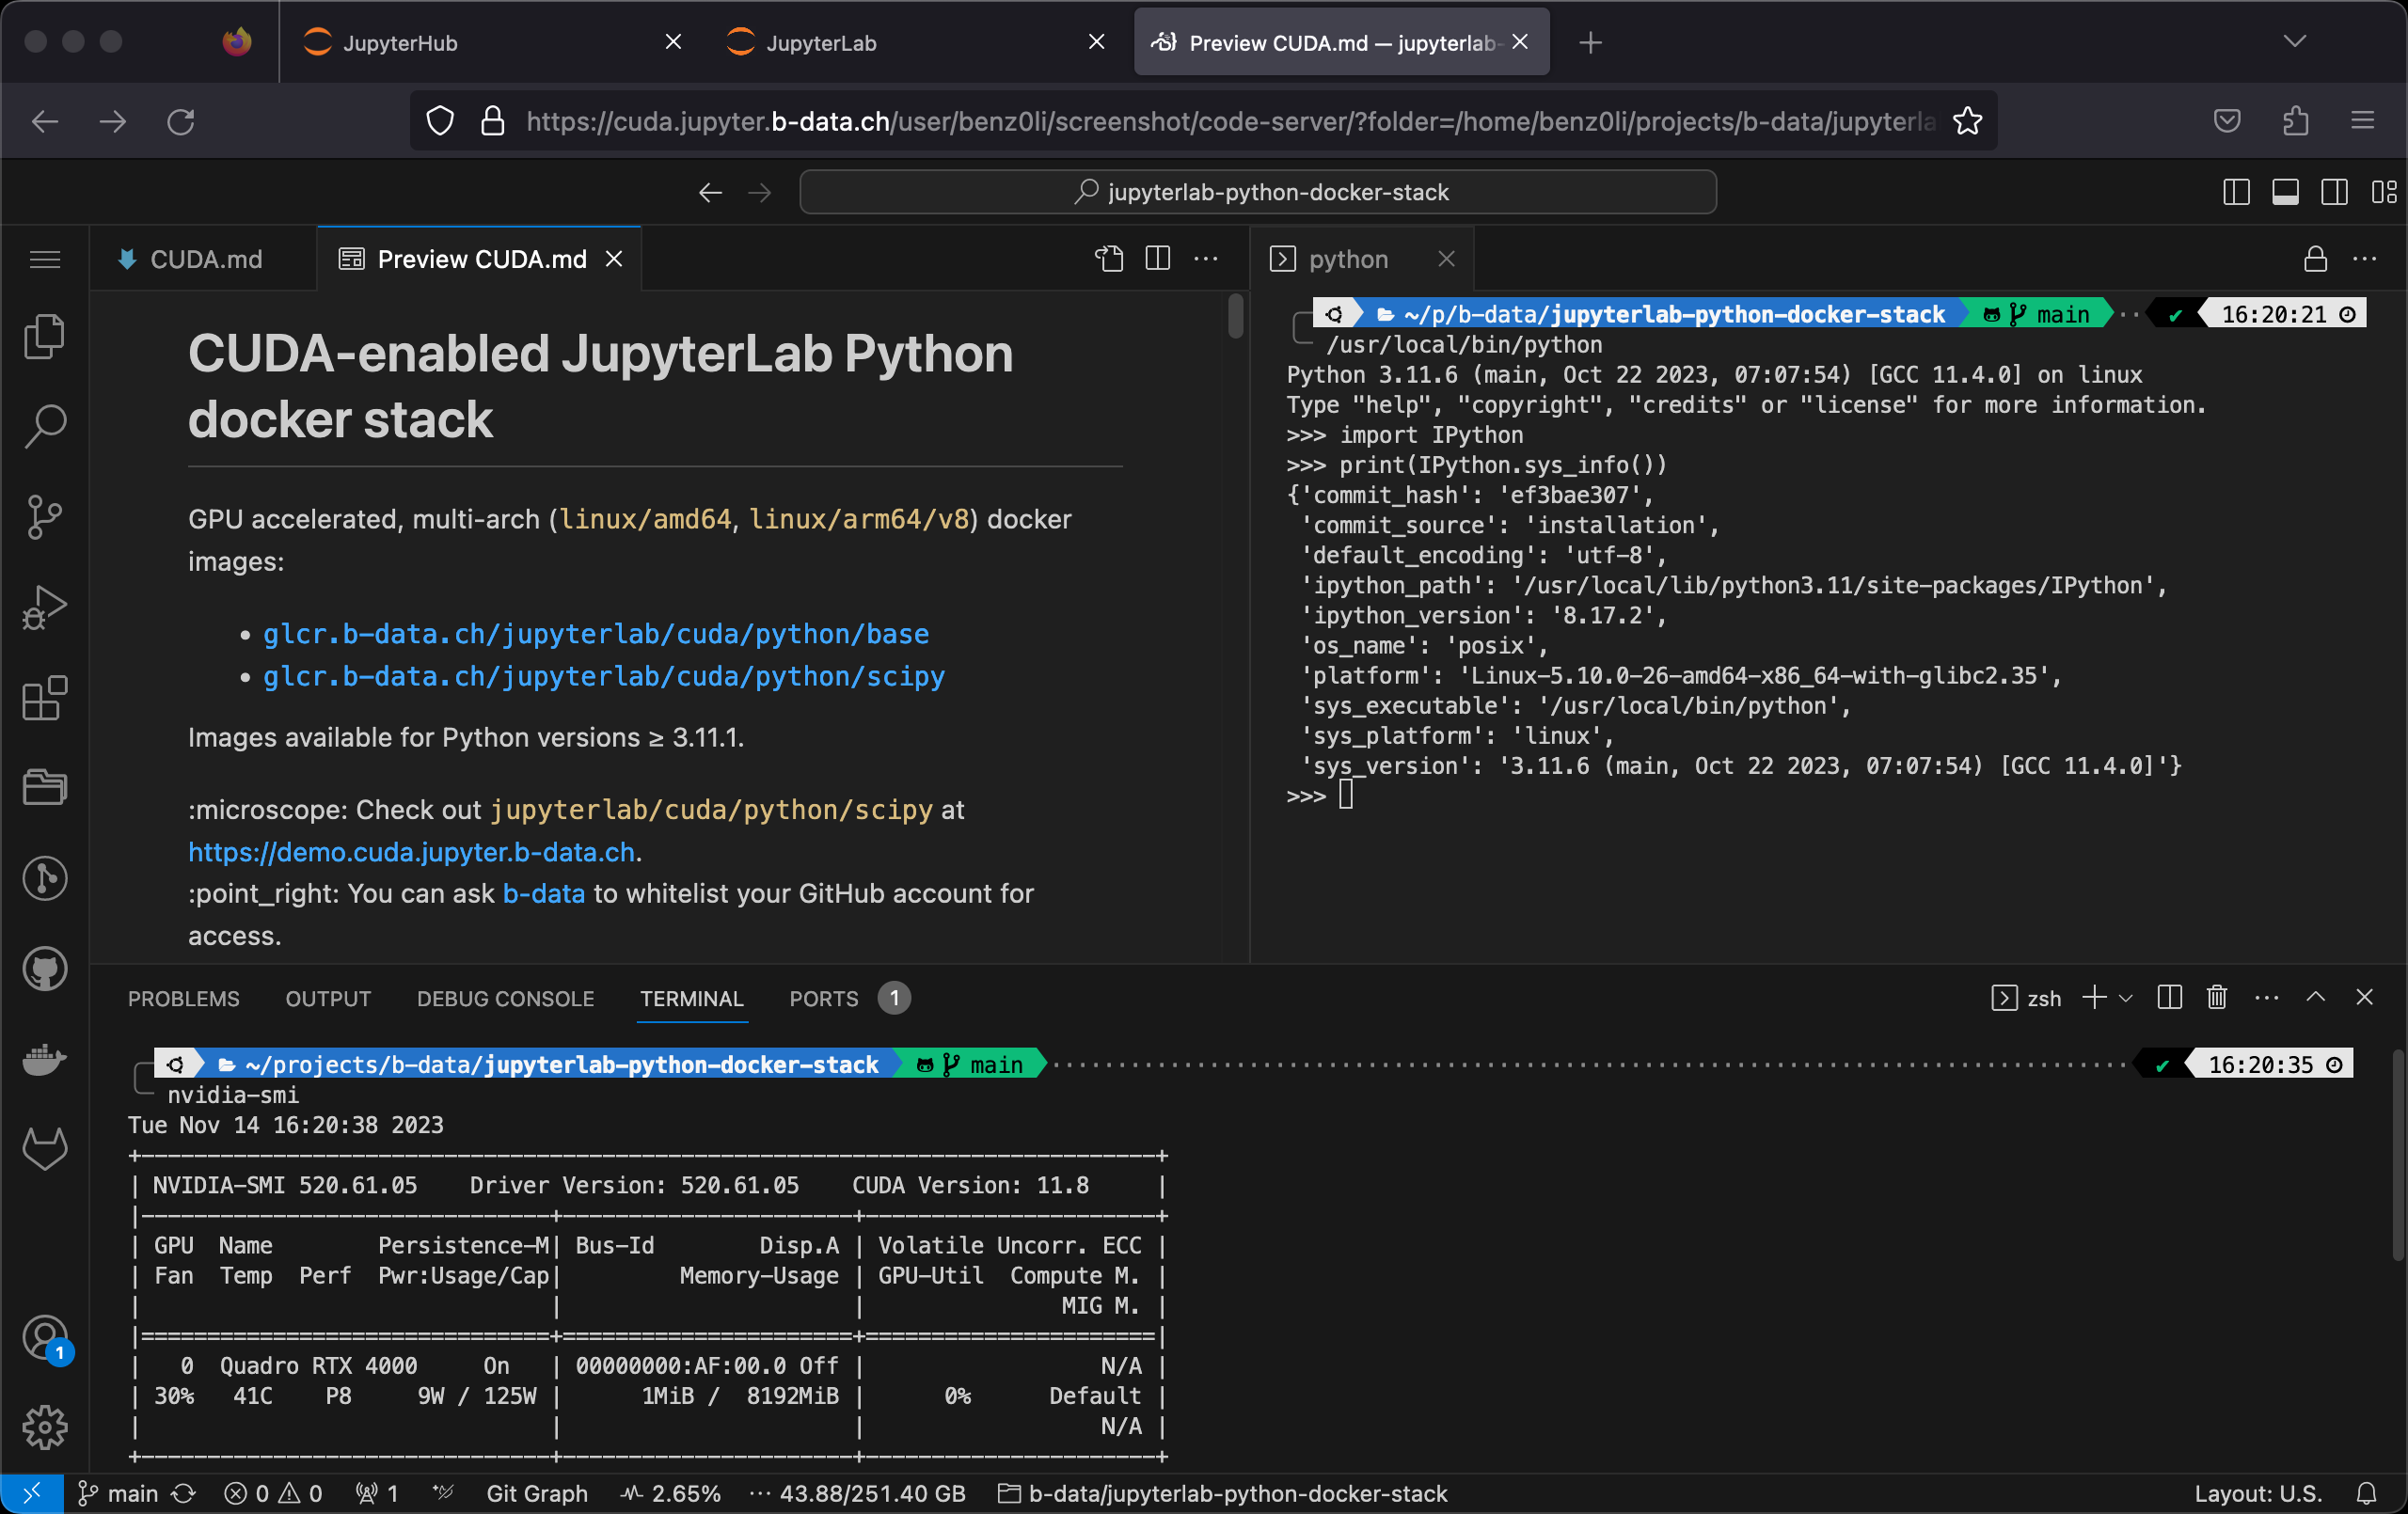 JupyterHub
JupyterLab
Preview CUDA.md — jupyterlab-
https://cuda.jupyter.b-data.ch/user/benz0li/screenshot/code-server/?folder=/home/benz0li/projects/b-data/jupyterla
jupyterlab-python-docker-stack
CUDA.md
Preview CUDA.md
CUDA-enabled JupyterLab Python
docker stack
GPU accelerated, multi-arch (linux/amd64, linux/arm64/v8) docker
images:
• glcr.b-data.ch/jupyterlab/cuda/python/base
• glcr.b-data.ch/jupyterlab/cuda/python/scipy
Images available for Python versions ≥ 3.11.1.
:microscope: Check out jupyterlab/cuda/python/scipy at
https://demo.cuda.jupyter.b-data.ch.
:point_right: You can ask b-data to whitelist your GitHub account for
access.
python
~/p/b-data/jupyterlab-python-docker-stack main ·· ✔ 16:20:21
/usr/local/bin/python
Python 3.11.6 (main, Oct 22 2023, 07:07:54) [GCC 11.4.0] on linux
Type "help", "copyright", "credits" or "license" for more information.
>>> import IPython
>>> print(IPython.sys_info())
{'commit_hash': 'ef3bae307',
'commit_source': 'installation',
'default_encoding': 'utf-8',
'ipython_path': '/usr/local/lib/python3.11/site-packages/IPython',
'ipython_version': '8.17.2',
'os_name': 'posix',
'platform': 'Linux-5.10.0-26-amd64-x86_64-with-glibc2.35',
'sys_executable': '/usr/local/bin/python',
'sys_platform': 'linux',
'sys_version': '3.11.6 (main, Oct 22 2023, 07:07:54) [GCC 11.4.0]'}
>>>
PROBLEMS OUTPUT DEBUG CONSOLE TERMINAL PORTS 1
zsh
~/projects/b-data/jupyterlab-python-docker-stack main ✔ 16:20:35
nvidia-smi
Tue Nov 14 16:20:38 2023
+-----------------------------------------------------------------------------+
| NVIDIA-SMI 520.61.05    Driver Version: 520.61.05    CUDA Version: 11.8     |
|-------------------------------+----------------------+----------------------+
| GPU  Name        Persistence-M| Bus-Id        Disp.A | Volatile Uncorr. ECC |
| Fan  Temp  Perf  Pwr:Usage/Cap|         Memory-Usage | GPU-Util  Compute M. |
|                               |                      |               MIG M. |
|===============================+======================+======================|
|   0  Quadro RTX 4000     On   | 00000000:AF:00.0 Off |                  N/A |
| 30%   41C    P8     9W / 125W |      1MiB /  8192MiB |      0%      Default |
|                               |                      |                  N/A |
+-------------------------------+----------------------+----------------------+
1
main 0 0 1 Git Graph 2.65% ··· 43.88/251.40 GB b-data/jupyterlab-python-docker-stack Layout: U.S.